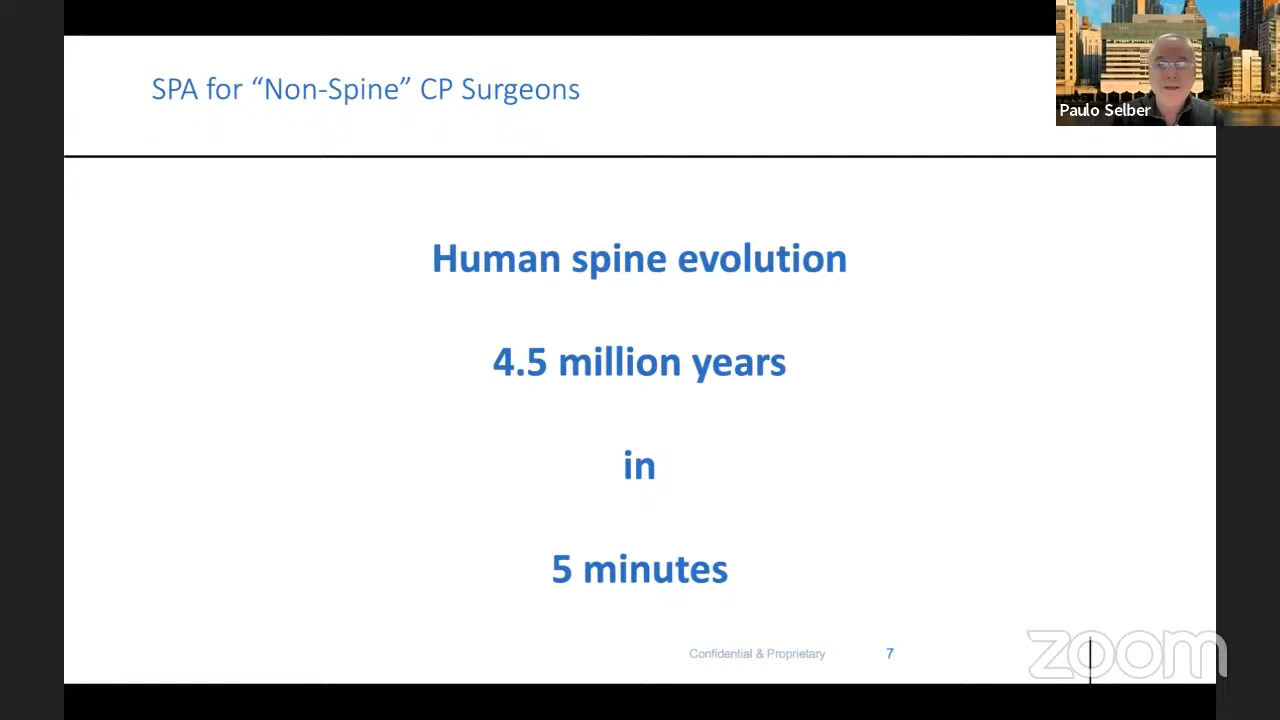 SPA for “Non-Spine” CP Surgeons
Paulo Selber
Human spine evolution
4.5 million years
in
5 minutes
Confidential & Proprietary
7
zoom